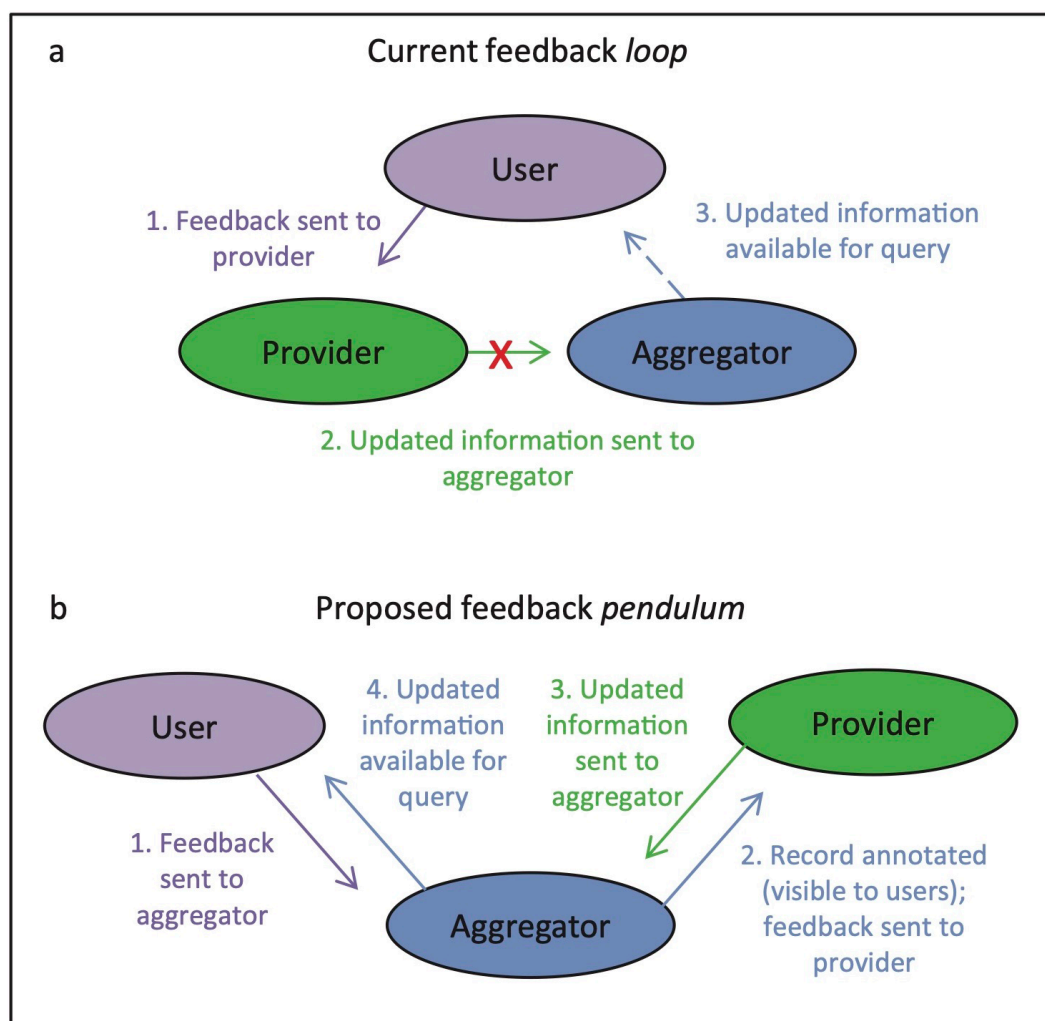 a
Current feedback loop
User
1. Feedback sent to
provider
3. Updated information
available for query
Provider
X
Aggregator
2. Updated information sent to
aggregator
b
Proposed feedback pendulum
User
4. Updated
information
available for
query
3. Updated
information
sent to
aggregator
Provider
1. Feedback
sent to
aggregator
Aggregator
2. Record annotated
(visible to users);
feedback sent to
provider